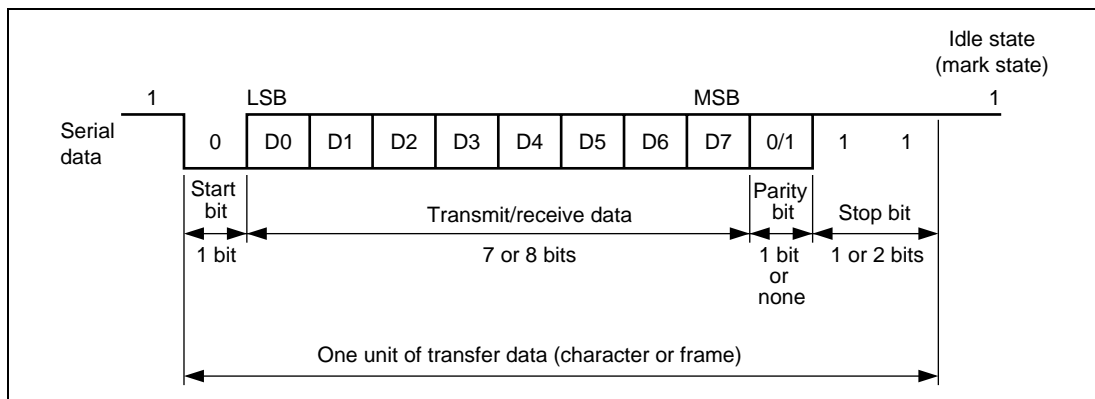 Idle state
(mark state)
1 LSB MSB 1
Serial
data
0 D0 D1 D2 D3 D4 D5 D6 D7 0/1 1 1
Start
bit
Transmit/receive data
Parity
bit
Stop bit
1 bit 7 or 8 bits 1 bit
or
none
1 or 2 bits
One unit of transfer data (character or frame)